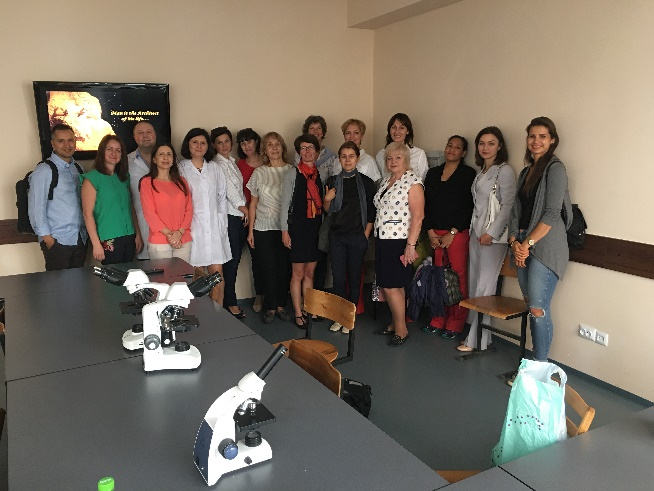 Man is the Architect
of his life...